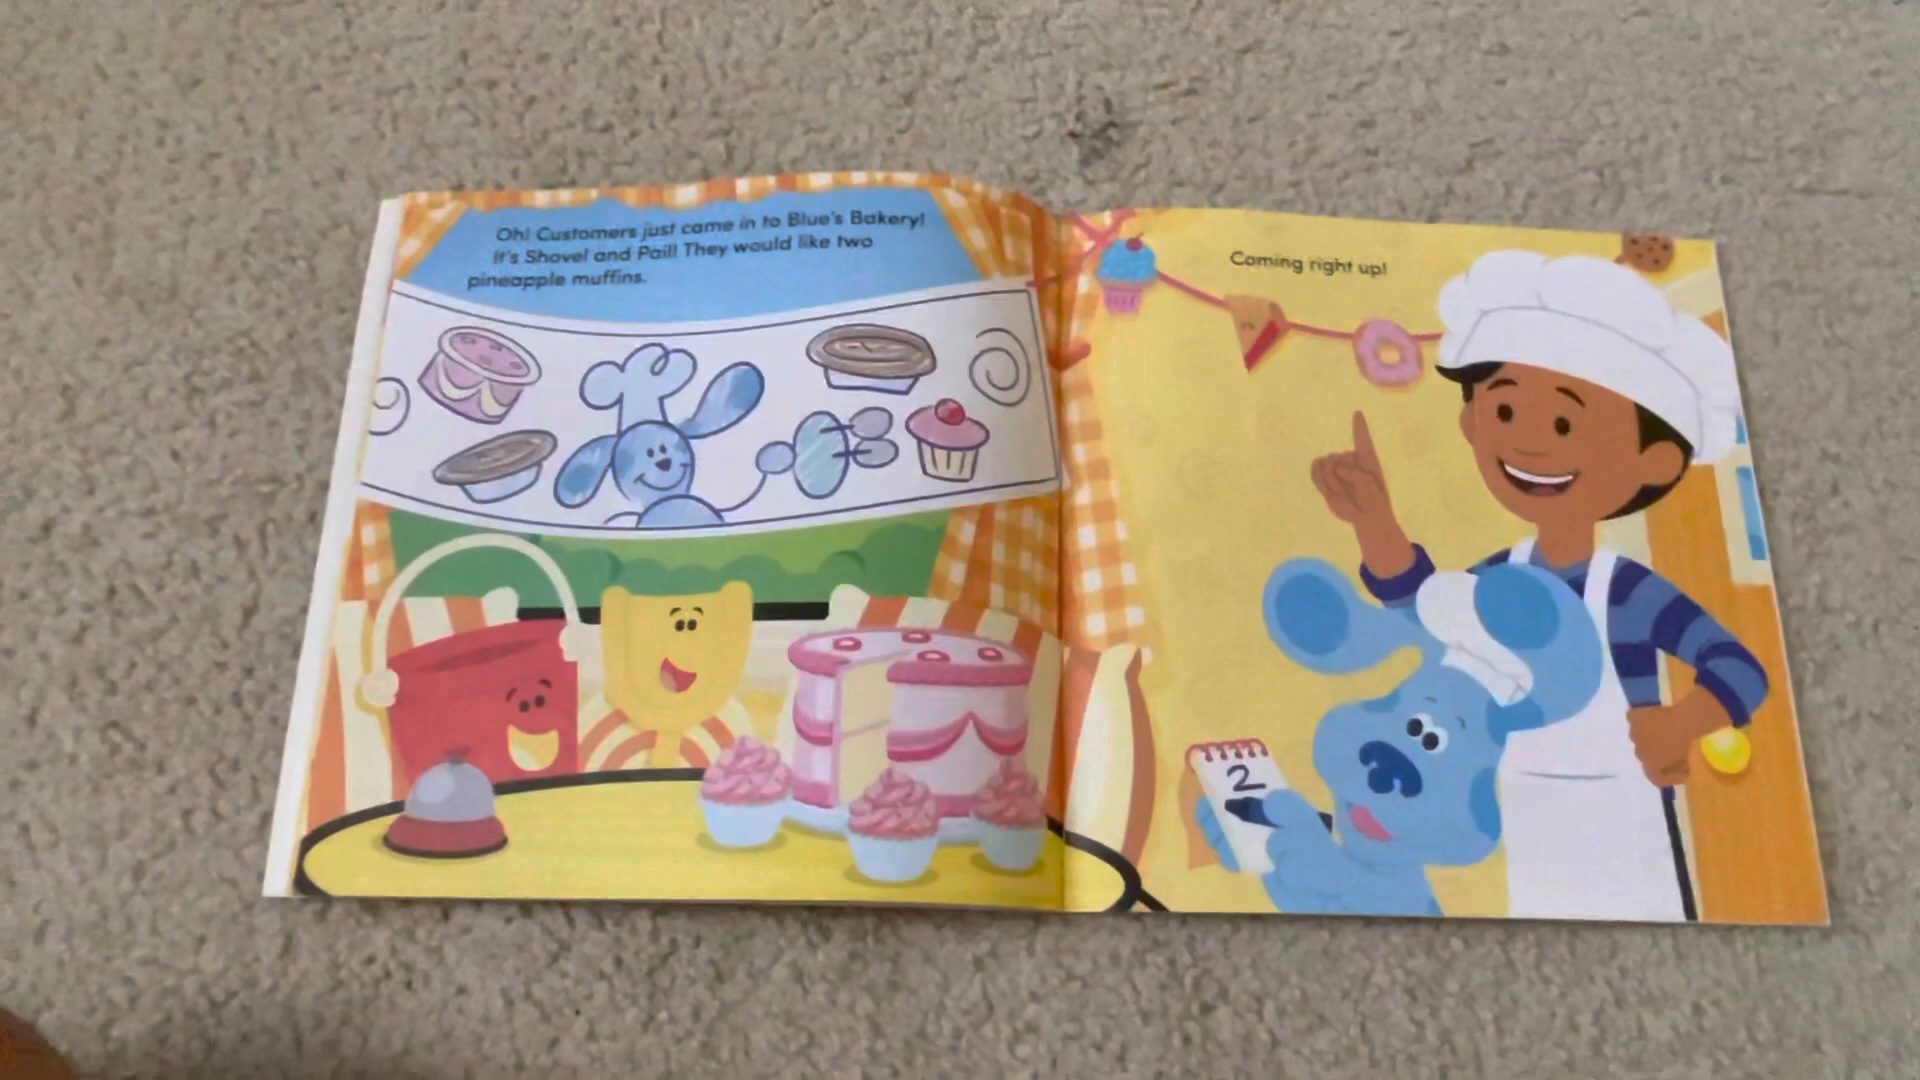 Oh! Customers just came in to Blue's Bakery!
It's Shovel and Pail! They would like two
pineapple muffins.
Coming right up!
2